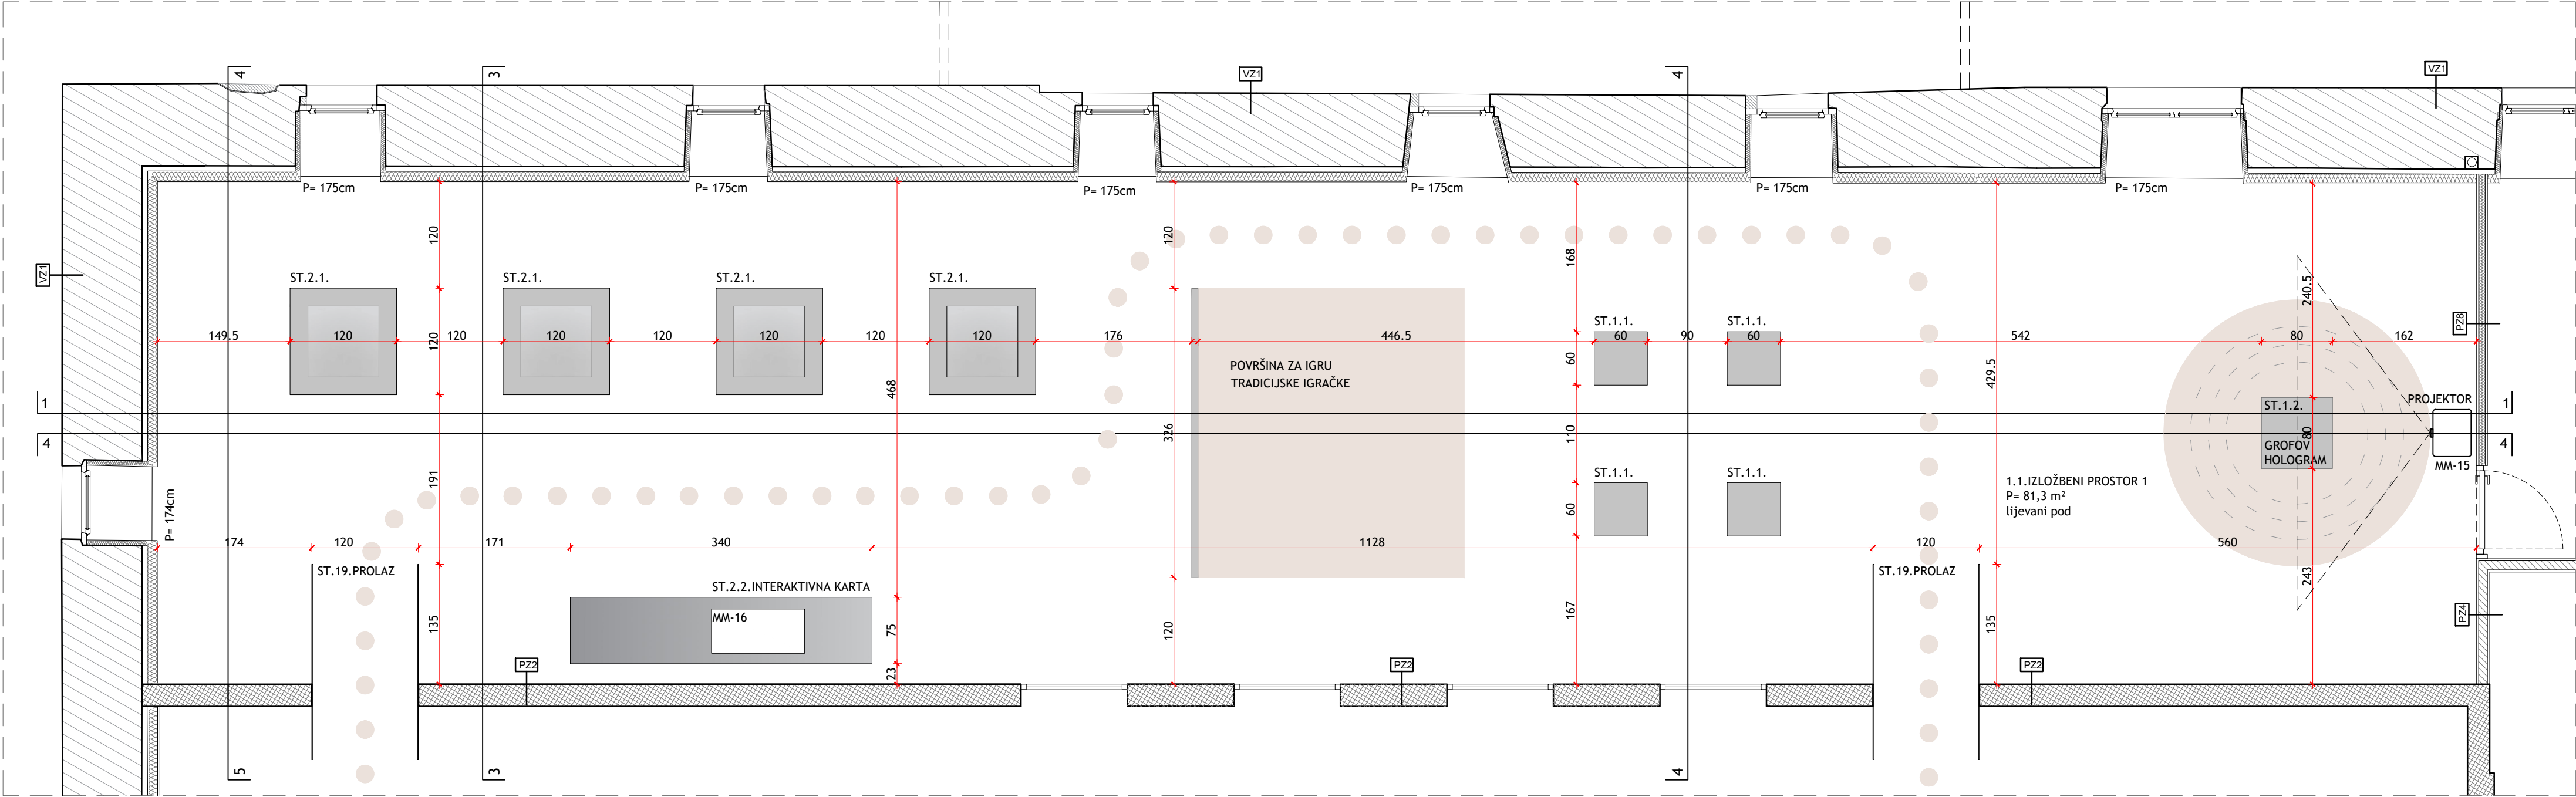 4
3
VZ1
4
VZ1
P= 175cm
P= 175cm
P= 175cm
P= 175cm
P= 175cm
P= 175cm
VZ1
120
120
168
240.5
ST.2.1.
ST.2.1.
ST.2.1.
ST.2.1.
ST.1.1.
ST.1.1.
PZ8
149.5
120
120
120
120
120
120
120
120
176
446.5
60
90
60
542
80
162
60
468
429.5
POVRŠINA ZA IGRU
TRADICIJSKE IGRAČKE
1
PROJEKTOR
1
ST.1.2.
4
326
110
80
4
GROFOV
HOLOGRAM
MM-15
191
ST.1.1.
ST.1.1.
1.1.IZLOŽBENI PROSTOR 1
P= 81,3 m²
lijevani pod
P= 174cm
60
174
120
171
340
1128
120
560
ST.19.PROLAZ
ST.19.PROLAZ
243
ST.2.2.INTERAKTIVNA KARTA
MM-16
135
75
120
167
135
PZ4
23
PZ2
PZ2
PZ2
5
3
4